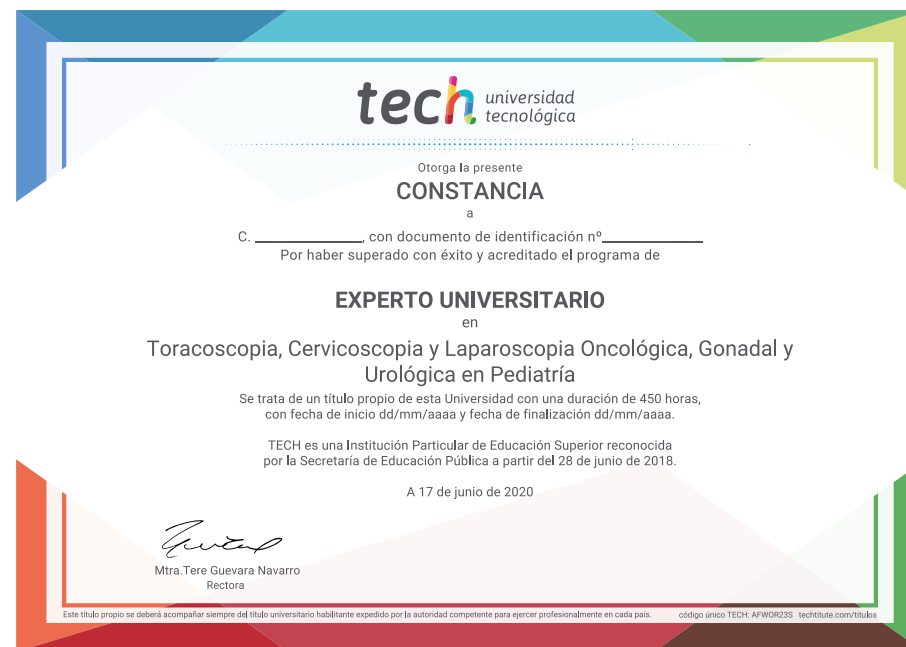 tech universidad
tecnológica
Otorga la presente
CONSTANCIA
a
C. ____________, con documento de identificación nº____________
Por haber superado con éxito y acreditado el programa de
EXPERTO UNIVERSITARIO
en
Toracoscopia, Cervicoscopia y Laparoscopia Oncológica, Gonadal y
Urológica en Pediatría
Se trata de un título propio de esta Universidad con una duración de 450 horas,
con fecha de inicio dd/mm/aaaa y fecha de finalización dd/mm/aaaa.
TECH es una Institución Particular de Educación Superior reconocida
por la Secretaría de Educación Pública a partir del 28 de junio de 2018.
A 17 de junio de 2020
Mtra.Tere Guevara Navarro
Rectora
Este título propio se deberá acompañar siempre del título universitario habilitante expedido por la autoridad competente para ejercer profesionalmente en cada país. código único TECH: AFWOR23S techtitute.com/titulos